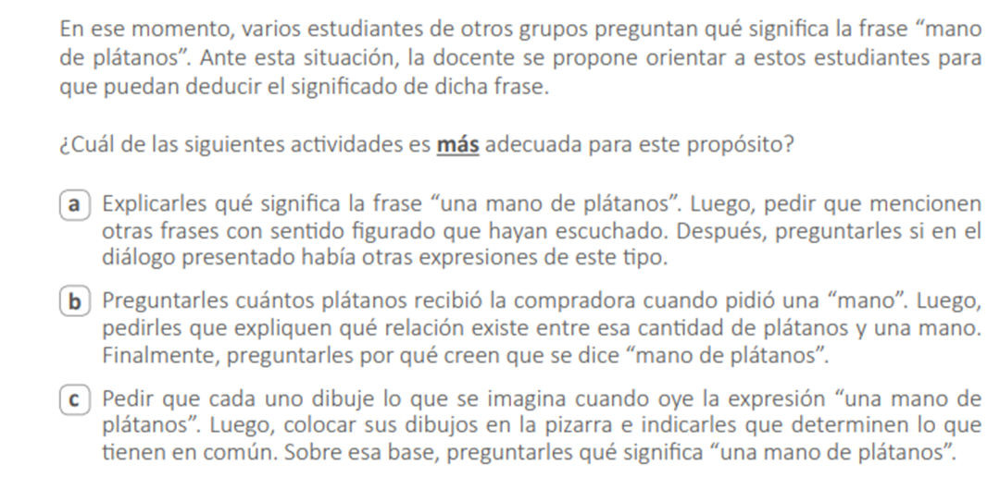 En ese momento, varios estudiantes de otros grupos preguntan qué significa la frase “mano
de plátanos”. Ante esta situación, la docente se propone orientar a estos estudiantes para
que puedan deducir el significado de dicha frase.
¿Cuál de las siguientes actividades es más adecuada para este propósito?
a Explicarles qué significa la frase “una mano de plátanos”. Luego, pedir que mencionen
otras frases con sentido figurado que hayan escuchado. Después, preguntarles si en el
diálogo presentado había otras expresiones de este tipo.
b Preguntarles cuántos plátanos recibió la compradora cuando pidió una “mano”. Luego,
pedirles que expliquen qué relación existe entre esa cantidad de plátanos y una mano.
Finalmente, preguntarles por qué creen que se dice “mano de plátanos”.
c Pedir que cada uno dibuje lo que se imagina cuando oye la expresión “una mano de
plátanos”. Luego, colocar sus dibujos en la pizarra e indicarles que determinen lo que
tienen en común. Sobre esa base, preguntarles qué significa “una mano de plátanos”.